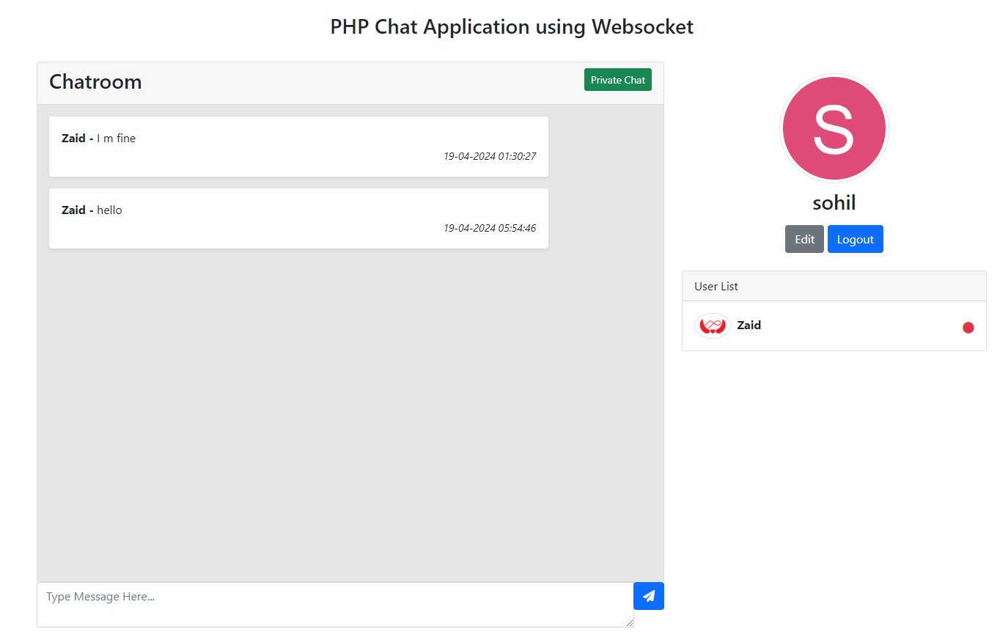 PHP Chat Application using Websocket
Chatroom
Private Chat
Zaid - I m fine
19-04-2024 01:30:27
Zaid - hello
19-04-2024 05:54:46
Type Message Here...
S
sohil
Edit Logout
User List
Zaid